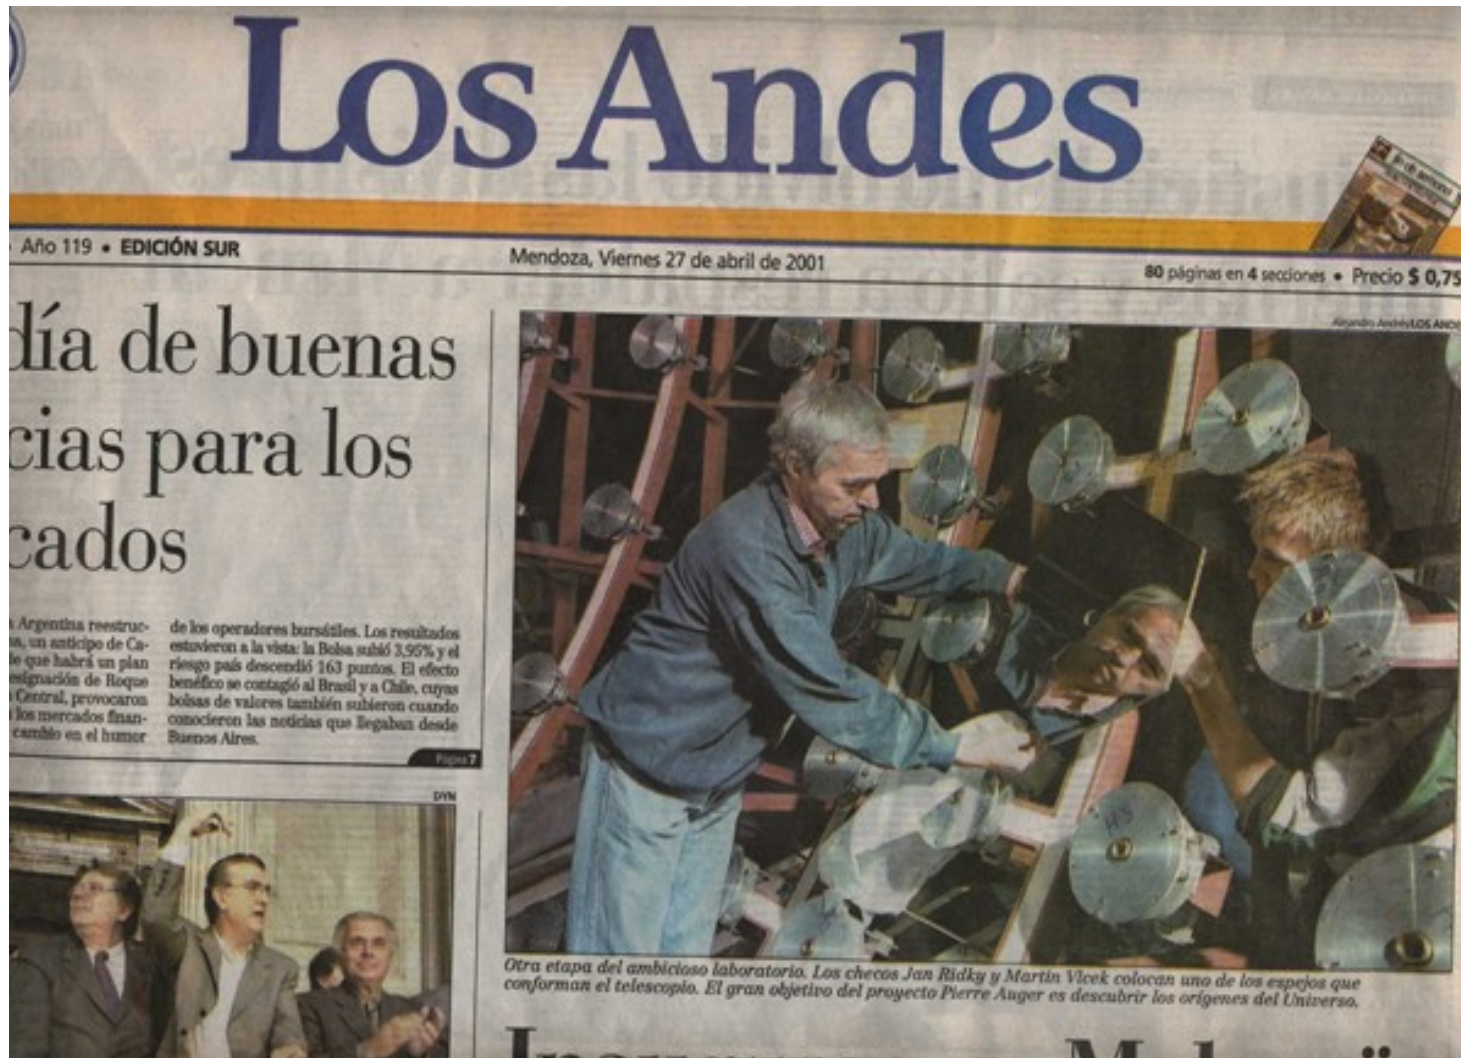 Los Andes
Año 119 • EDICIÓN SUR
Mendoza, Viernes 27 de abril de 2001
80 páginas en 4 secciones • Precio $ 0,75
día de buenas
cias para los
cados
Argentina reestruc-
a, un anticipo de Ca-
e que habrá un plan
esignación de Roque
Central, provocaron
los mercados finan-
cambio en el humor
de los operadores bursátiles. Los resultados
estuvieron a la vista: la Bolsa subió 3,95% y el
riesgo país descendió 163 puntos. El efecto
benéfico se contagió al Brasil y a Chile, cuyas
bolsas de valores también subieron cuando
conocieron las noticias que llegaban desde
Buenos Aires.
Página 7
DYN
LOS ANDES
H3
Otra etapa del ambicioso laboratorio. Los checos Jan Ridky y Martin Vlcek colocan uno de los espejos que
conforman el telescopio. El gran objetivo del proyecto Pierre Auger es descubrir los orígenes del Universo.